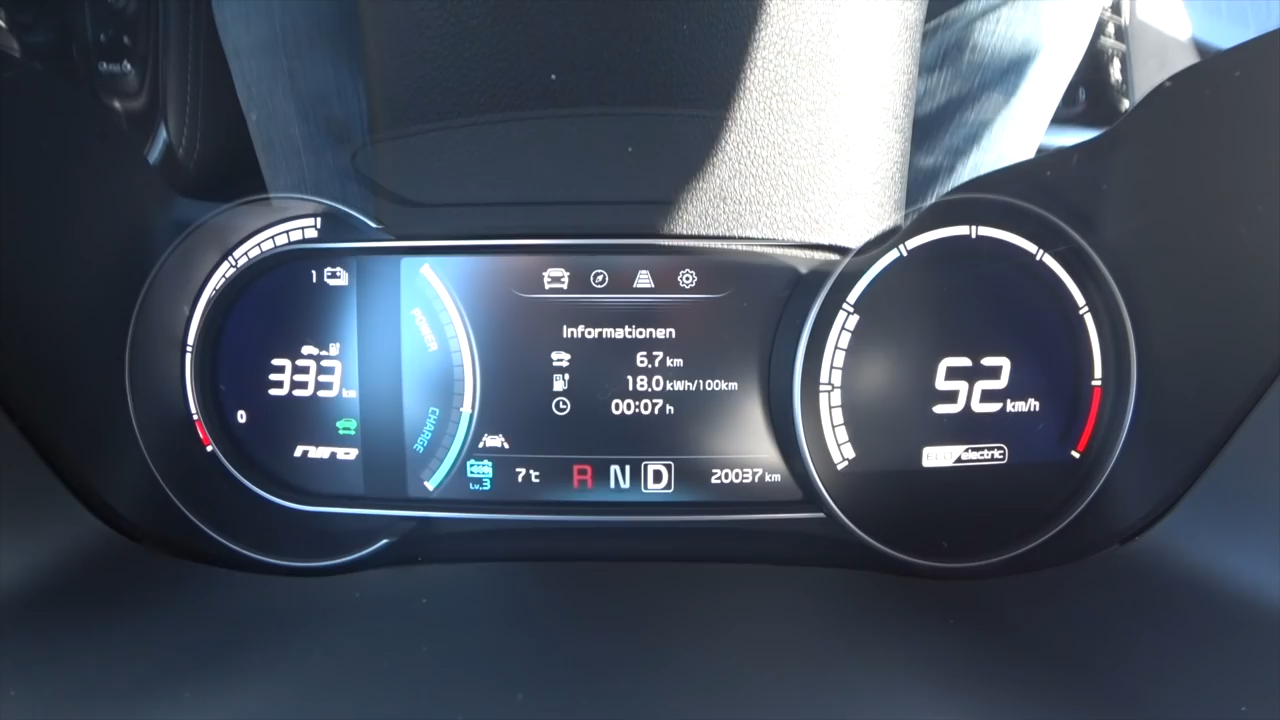 1
333 km
0
niro
POWER
CHARGE
Informationen
6.7 km
18.0 kWh/100km
00:07 h
Lv.3
7°C
R N D
20037 km
52 km/h
ECO electric